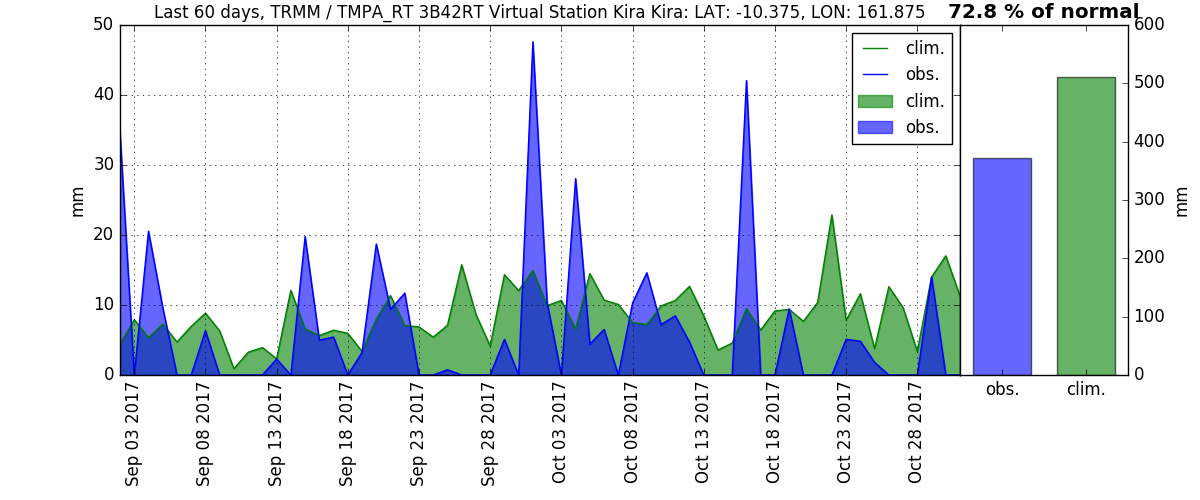 Last 60 days, TRMM / TMPA_RT 3B42RT Virtual Station Kira Kira: LAT: -10.375, LON: 161.875
72.8 % of normal
50
40
30
20
10
0
mm
clim.
obs.
clim.
obs.
600
500
400
300
200
100
0
mm
Sep 03 2017
Sep 08 2017
Sep 13 2017
Sep 18 2017
Sep 23 2017
Sep 28 2017
Oct 03 2017
Oct 08 2017
Oct 13 2017
Oct 18 2017
Oct 23 2017
Oct 28 2017
obs.
clim.